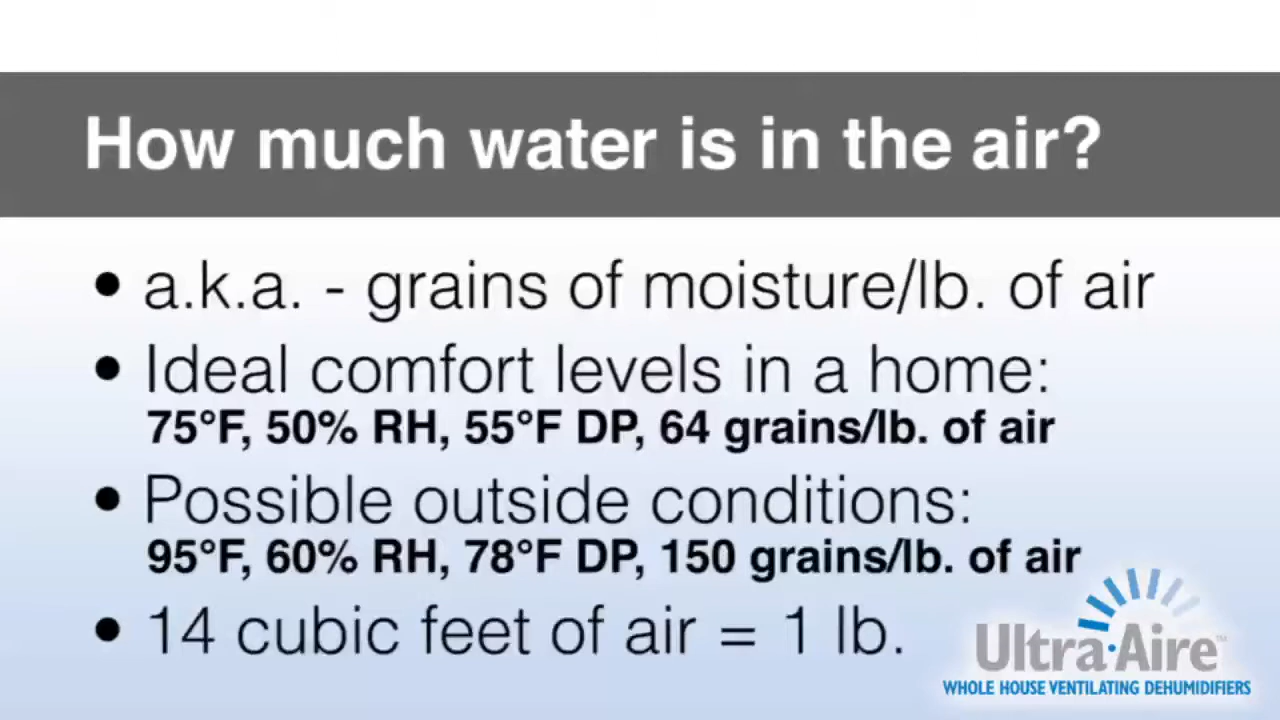 How much water is in the air?
• a.k.a. - grains of moisture/lb. of air
• Ideal comfort levels in a home:
75°F, 50% RH, 55°F DP, 64 grains/lb. of air
• Possible outside conditions:
95°F, 60% RH, 78°F DP, 150 grains/lb. of air
• 14 cubic feet of air = 1 lb.
Ultra·Aire™
WHOLE HOUSE VENTILATING DEHUMIDIFIERS